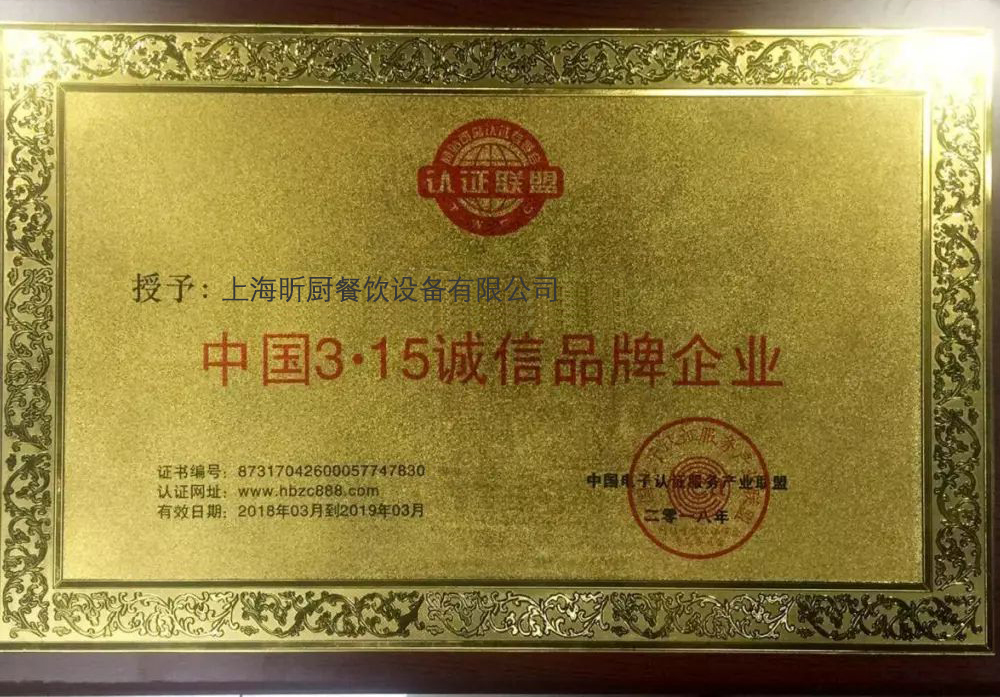 认证联盟
授予：上海昕厨餐饮设备有限公司
中国3·15诚信品牌企业
证书编号：87317042600057747830
认证网址：www.hbzc888.com
有效日期：2018年03月到2019年03月
中国电子认证服务产业联盟
二零一八年